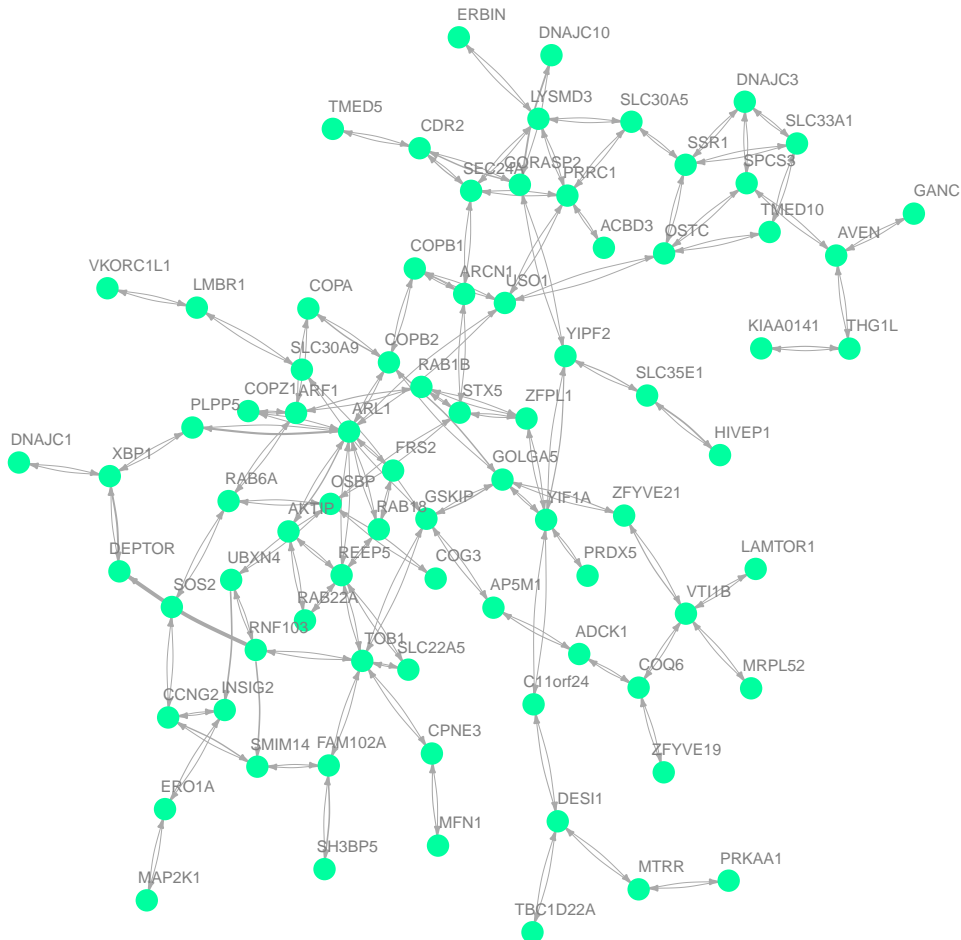 ERBIN
DNAJC10
DNAJC3
LYSMD3
SLC30A5
TMED5
SLC33A1
CDR2
SSR1
SEC24A
GORASP2
PRRC1
SPCS3
GANC
ACBD3
OSTC
TMED10
AVEN
COPB1
VKORC1L1
ARCN1
USO1
LMBR1
COPA
KIAA0141
THG1L
SLC30A9
COPB2
YIPF2
RAB1B
SLC35E1
COPZ1
ARF1
STX5
ZFPL1
PLPP5
ARL1
HIVEP1
DNAJC1
XBP1
FRS2
GOLGA5
RAB6A
OSBP
GSKIP
YIF1A
ZFYVE21
AKTIP
RAB18
DEPTOR
UBXN4
REEP5
COG3
PRDX5
LAMTOR1
SOS2
RAB22A
AP5M1
VTI1B
RNF103
TOB1
SLC22A5
ADCK1
COQ6
MRPL52
CCNG2
INSIG2
C11orf24
SMIM14
FAM102A
CPNE3
ZFYVE19
ERO1A
DESI1
MFN1
SH3BP5
MAP2K1
MTRR
PRKAA1
TBC1D22A